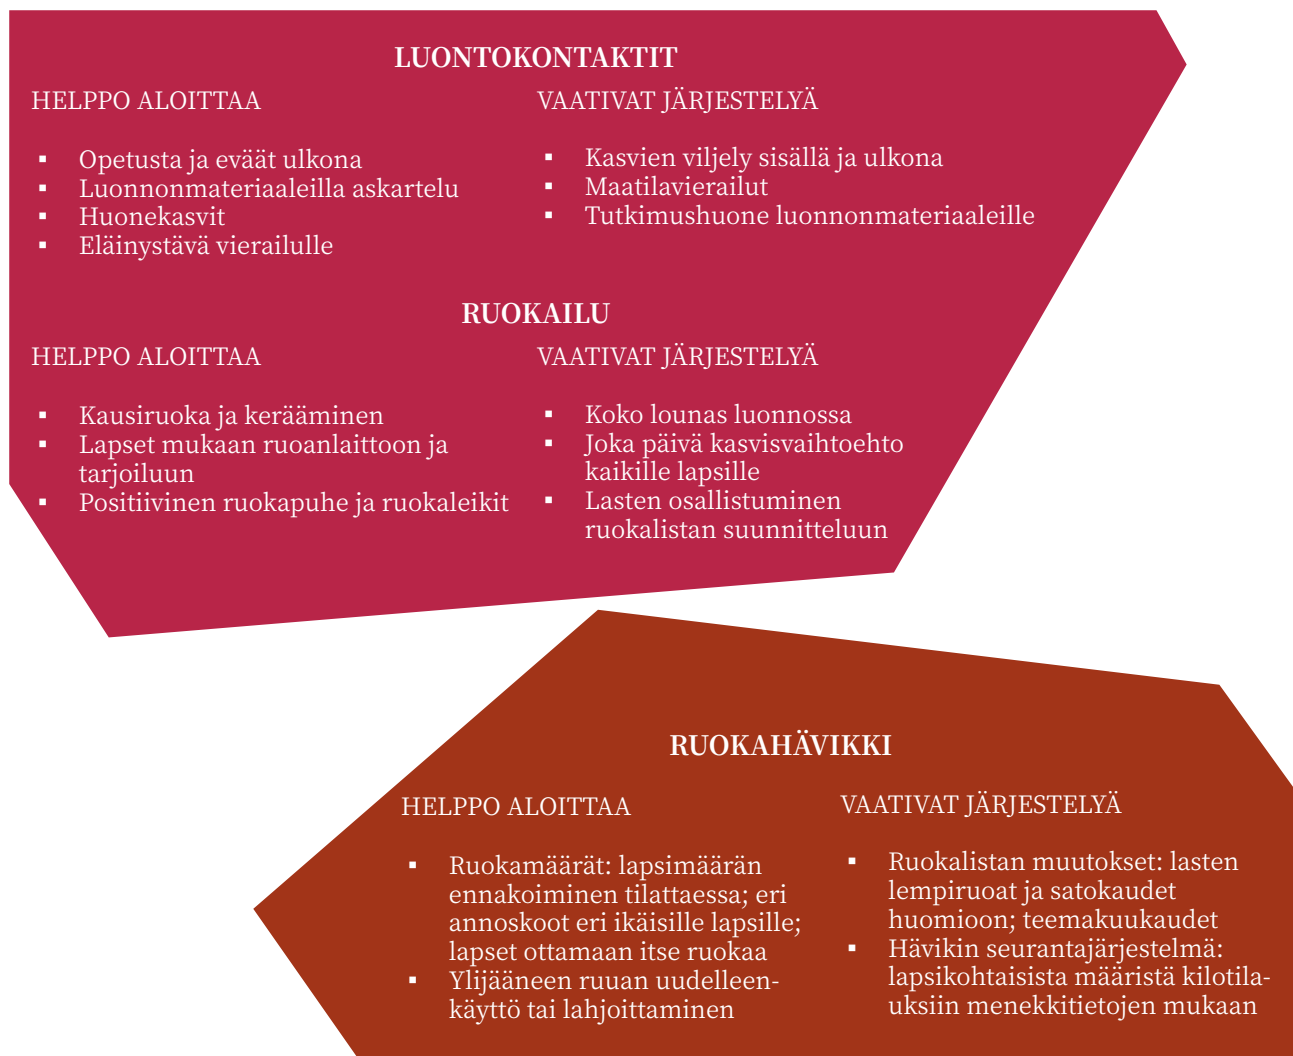 LUONTOKONTAKTIT
HELPPO ALOITTAA
▪ Opetusta ja eväät ulkona
▪ Luonnonmateriaaleilla askartelu
▪ Huonekasvit
▪ Eläinystävä vierailulle
VAATIVAT JÄRJESTELYÄ
▪ Kasvien viljely sisällä ja ulkona
▪ Maatilavierailut
▪ Tutkimushuone luonnonmateriaaleille
RUOKAILU
HELPPO ALOITTAA
▪ Kausiruoka ja kerääminen
▪ Lapset mukaan ruoanlaittoon ja
tarjoiluun
▪ Positiivinen ruokapuhe ja ruokaleikit
VAATIVAT JÄRJESTELYÄ
▪ Koko lounas luonnossa
▪ Joka päivä kasvisvaihtoehto
kaikille lapsille
▪ Lasten osallistuminen
ruokalistan suunnitteluun
RUOKAHÄVIKKI
HELPPO ALOITTAA
▪ Ruokamäärät: lapsimäärän
ennakoiminen tilattaessa; eri
annoskoot eri ikäisille lapsille;
lapset ottamaan itse ruokaa
▪ Ylijääneen ruuan uudelleen-
käyttö tai lahjoittaminen
VAATIVAT JÄRJESTELYÄ
▪ Ruokalistan muutokset: lasten
lempiruoat ja satokaudet
huomioon; teemakuukaudet
▪ Hävikin seurantajärjestelmä:
lapsikohtaisista määristä kilotila-
uksiin menekkitietojen mukaan